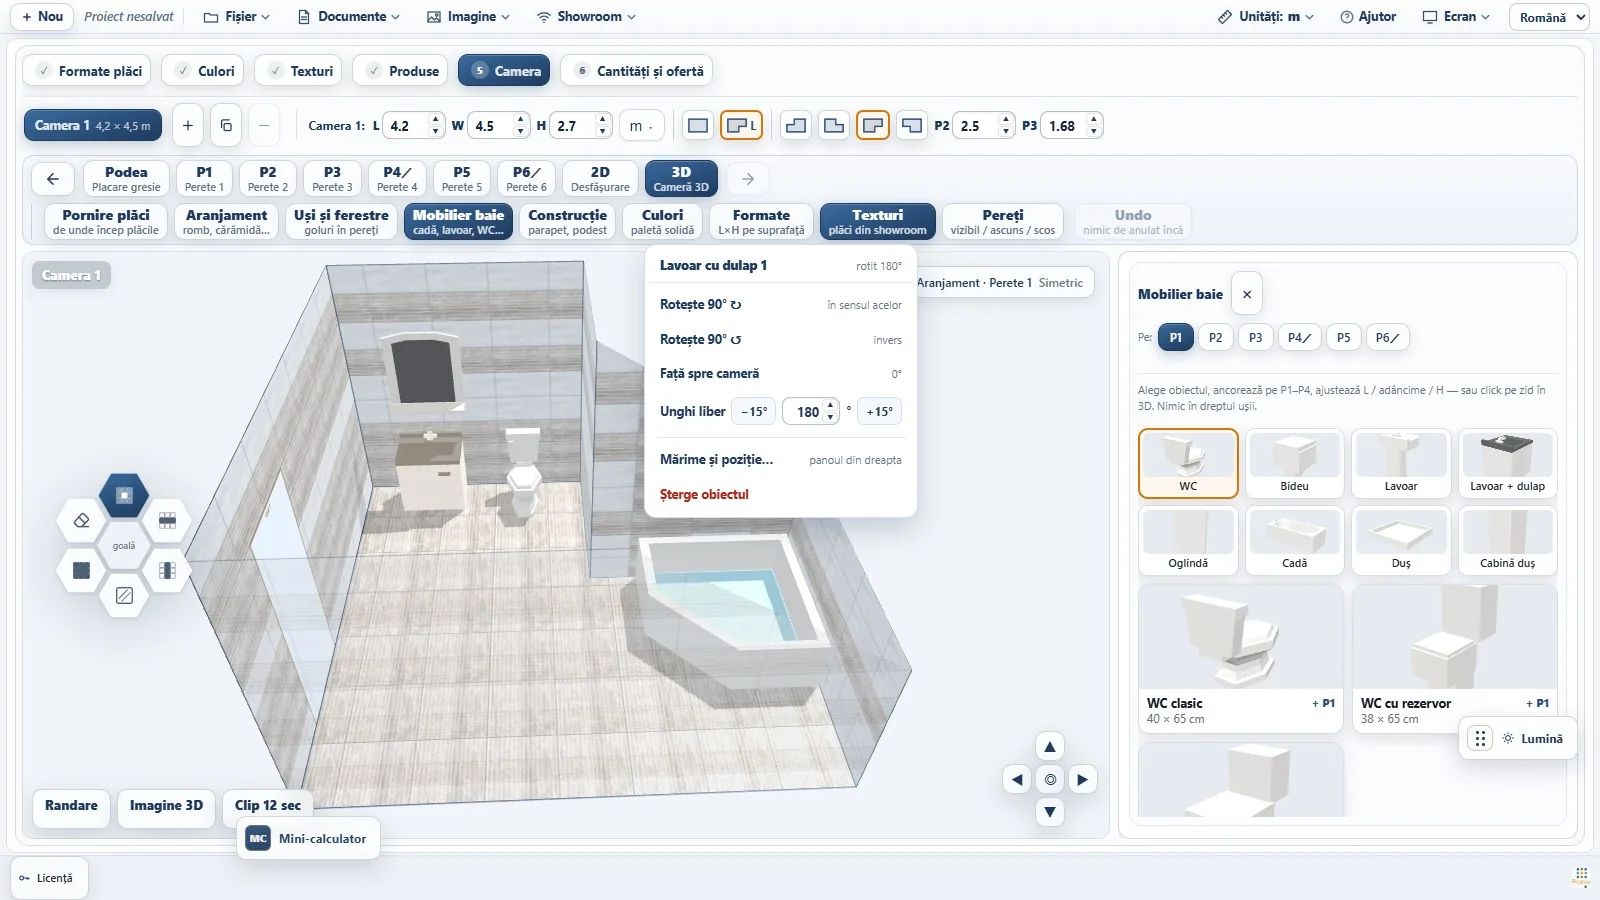 + Nou
Proiect nesalvat
Fișier
Documente
Imagine
Showroom
Unități: m
Ajutor
Ecran
Română
✓ Formate plăci
✓ Culori
✓ Texturi
✓ Produse
5 Camera
6 Cantități și ofertă
Camera 1 4,2 × 4,5 m
+
−
Camera 1:
L 4.2
W 4.5
H 2.7
m
L
P2 2.5
P3 1.68
Podea
Placare gresie
P1
Perete 1
P2
Perete 2
P3
Perete 3
P4⁄
Perete 4
P5
Perete 5
P6⁄
Perete 6
2D
Desfășurare
3D
Cameră 3D
Pornire plăci
de unde încep plăcile
Aranjament
romb, cărămidă...
Uși și ferestre
goluri în pereți
Mobilier baie
cadă, lavoar, WC...
Construcție
parapet, podest
Culori
paletă solidă
Formate
L×H pe suprafață
Texturi
plăci din showroom
Pereți
vizibil / ascuns / scos
Undo
nimic de anulat încă
Camera 1
Lavoar cu dulap 1
rotit 180°
Rotește 90° ↻
în sensul acelor
Rotește 90° ↺
invers
Față spre cameră
0°
Unghi liber
−15°
180 °
+15°
Mărime și poziție...
panoul din dreapta
Șterge obiectul
Aranjament · Perete 1 Simetric
goală
Randare
Imagine 3D
Clip 12 sec
MC Mini-calculator
Licență
Mobilier baie
×
Pe:
P1
P2
P3
P4⁄
P5
P6⁄
Alege obiectul, ancorează pe P1–P4, ajustează L / adâncime / H — sau click pe zid în
3D. Nimic în dreptul ușii.
WC
Bideu
Lavoar
Lavoar + dulap
Oglindă
Cadă
Duș
Cabină duș
WC clasic
+ P1
40 × 65 cm
WC cu rezervor
+ P1
38 × 65 cm
Lumină